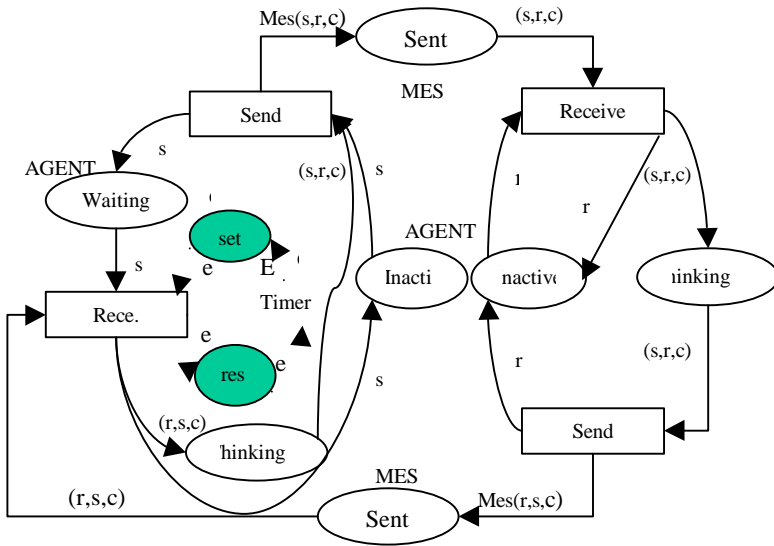 Mes(s,r,c)
Sent
(s,r,c)
MES
Send
Receive
s
(s,r,c)
s
(s,r,c)
AGENT
Waiting
r
AGENT
set
s
e
E
Inacti
nactive
hinking
Timer
Rece.
e
e
res
s
r
(s,r,c)
(r,s,c)
hinking
Send
MES
(r,s,c)
Sent
Mes(r,s,c)